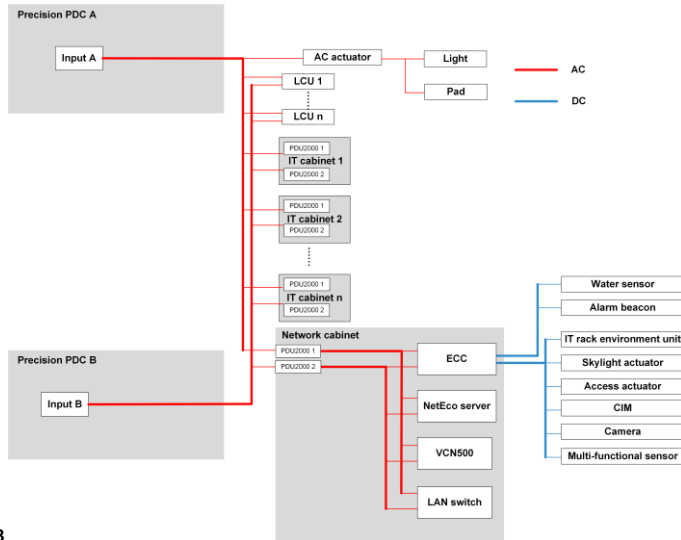 Precision PDC A
Input A
AC actuator
Light
Pad
AC
DC
LCU 1
LCU n
PDU2000 1
IT cabinet 1
PDU2000 2
PDU2000 1
IT cabinet 2
PDU2000 2
PDU2000 1
IT cabinet n
PDU2000 2
Network cabinet
PDU2000 1
PDU2000 2
ECC
NetEco server
VCN500
LAN switch
Water sensor
Alarm beacon
IT rack environment unit
Skylight actuator
Access actuator
CIM
Camera
Multi-functional sensor
Precision PDC B
Input B